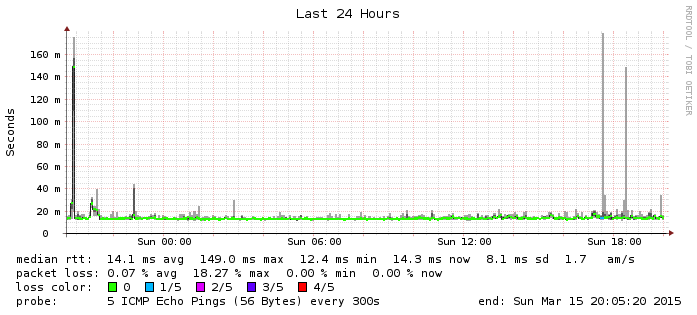 Last 24 Hours
RRDTOOL / TOBI OETIKER
Seconds
160 m
140 m
120 m
100 m
80 m
60 m
40 m
20 m
0
Sun 00:00 Sun 06:00 Sun 12:00 Sun 18:00
median rtt: 14.1 ms avg 149.0 ms max 12.4 ms min 14.3 ms now 8.1 ms sd 1.7 am/s
packet loss: 0.07 % avg 18.27 % max 0.00 % min 0.00 % now
loss color: 0 1/5 2/5 3/5 4/5
probe: 5 ICMP Echo Pings (56 Bytes) every 300s end: Sun Mar 15 20:05:20 2015